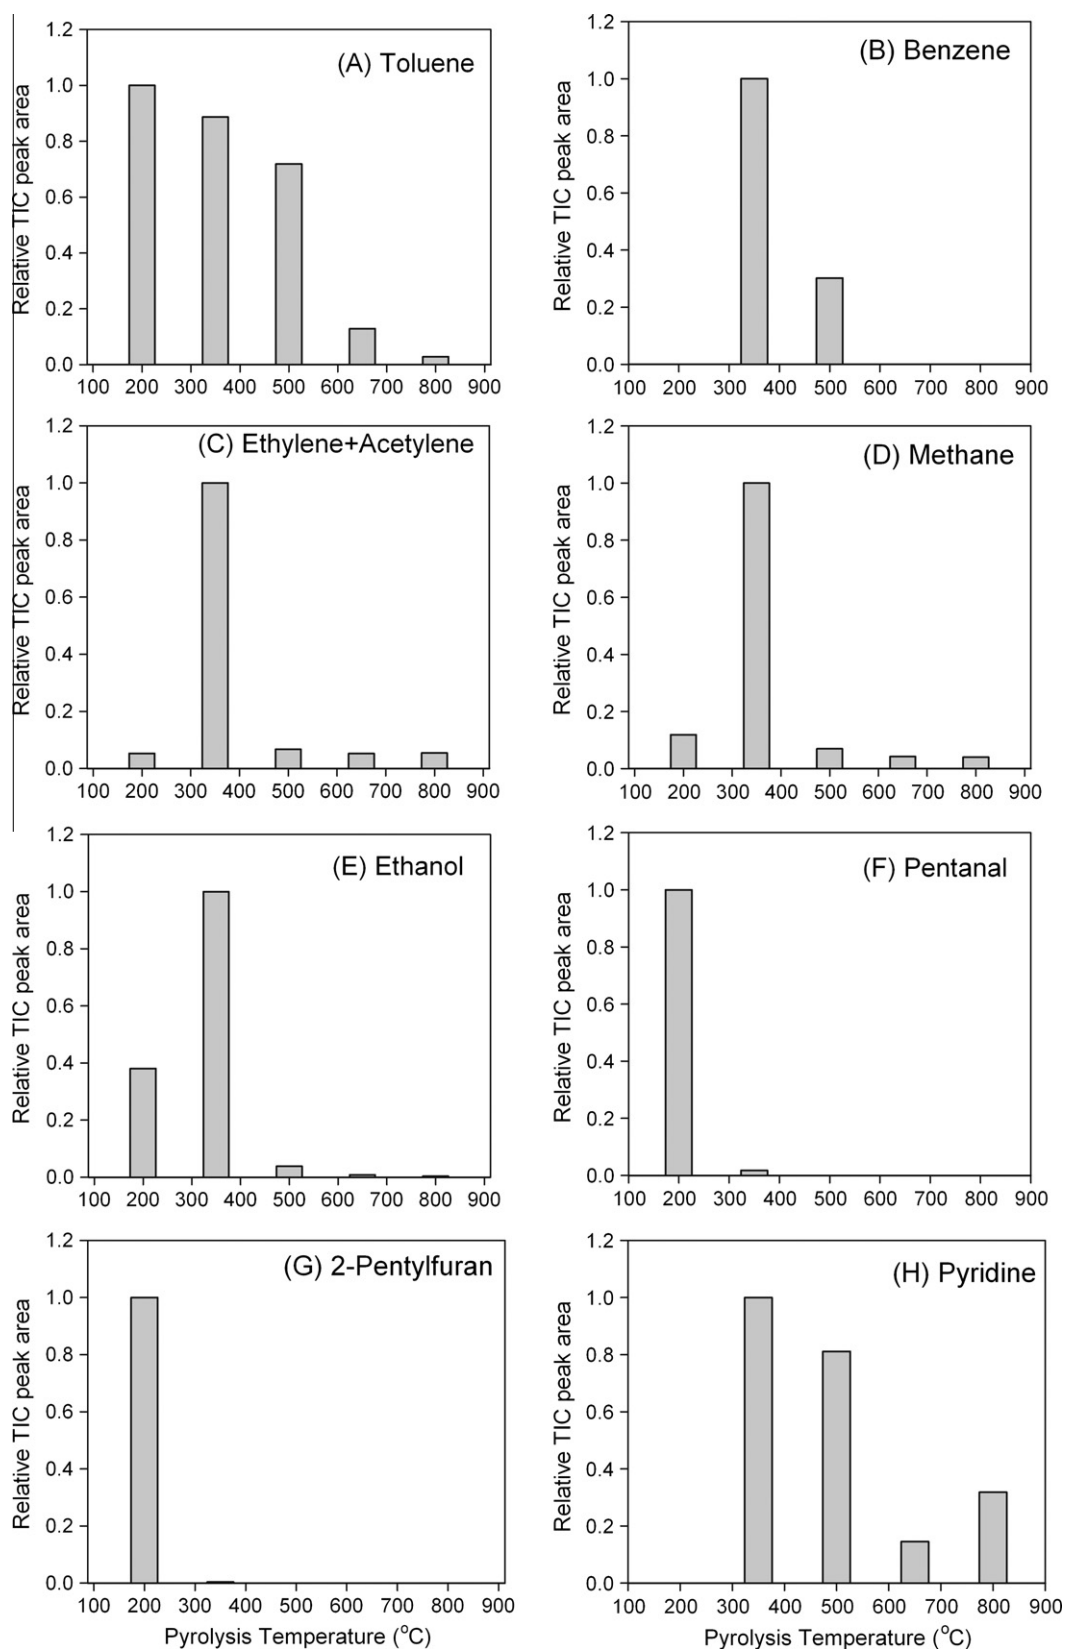 (A) Toluene
Relative TIC peak area
1.2
1.0
0.8
0.6
0.4
0.2
0.0
100 200 300 400 500 600 700 800 900
(B) Benzene
Relative TIC peak area
1.2
1.0
0.8
0.6
0.4
0.2
0.0
100 200 300 400 500 600 700 800 900
(C) Ethylene+Acetylene
Relative TIC peak area
1.2
1.0
0.8
0.6
0.4
0.2
0.0
100 200 300 400 500 600 700 800 900
(D) Methane
Relative TIC peak area
1.2
1.0
0.8
0.6
0.4
0.2
0.0
100 200 300 400 500 600 700 800 900
(E) Ethanol
Relative TIC peak area
1.2
1.0
0.8
0.6
0.4
0.2
0.0
100 200 300 400 500 600 700 800 900
(F) Pentanal
Relative TIC peak area
1.2
1.0
0.8
0.6
0.4
0.2
0.0
100 200 300 400 500 600 700 800 900
(G) 2-Pentylfuran
Relative TIC peak area
1.2
1.0
0.8
0.6
0.4
0.2
0.0
100 200 300 400 500 600 700 800 900
Pyrolysis Temperature (°C)
(H) Pyridine
Relative TIC peak area
1.2
1.0
0.8
0.6
0.4
0.2
0.0
100 200 300 400 500 600 700 800 900
Pyrolysis Temperature (°C)